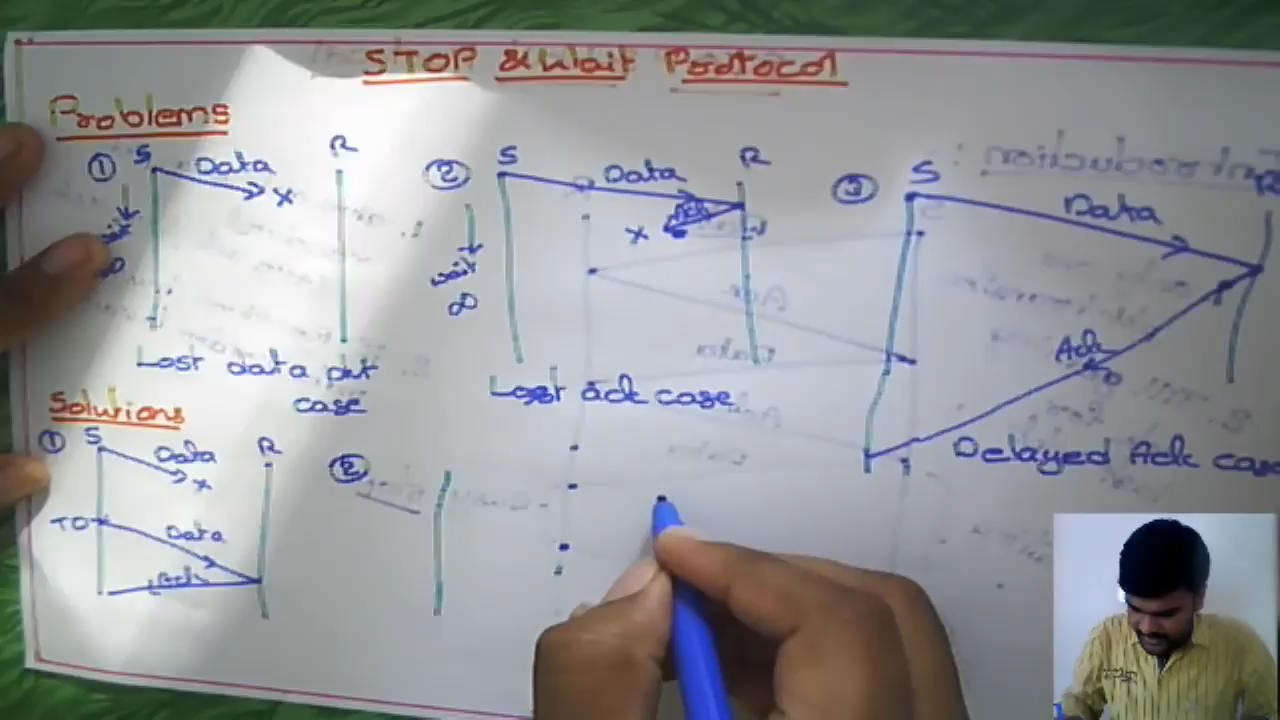 STOP & Wait Protocol
Problems
① S Data X R
∞
Lost data pkt
case
② S Data R
X
∞
Lost ack case
③ S Data R
Ack
Delayed Ack case
Solutions
① S Data X R
TO Data
Ack
②